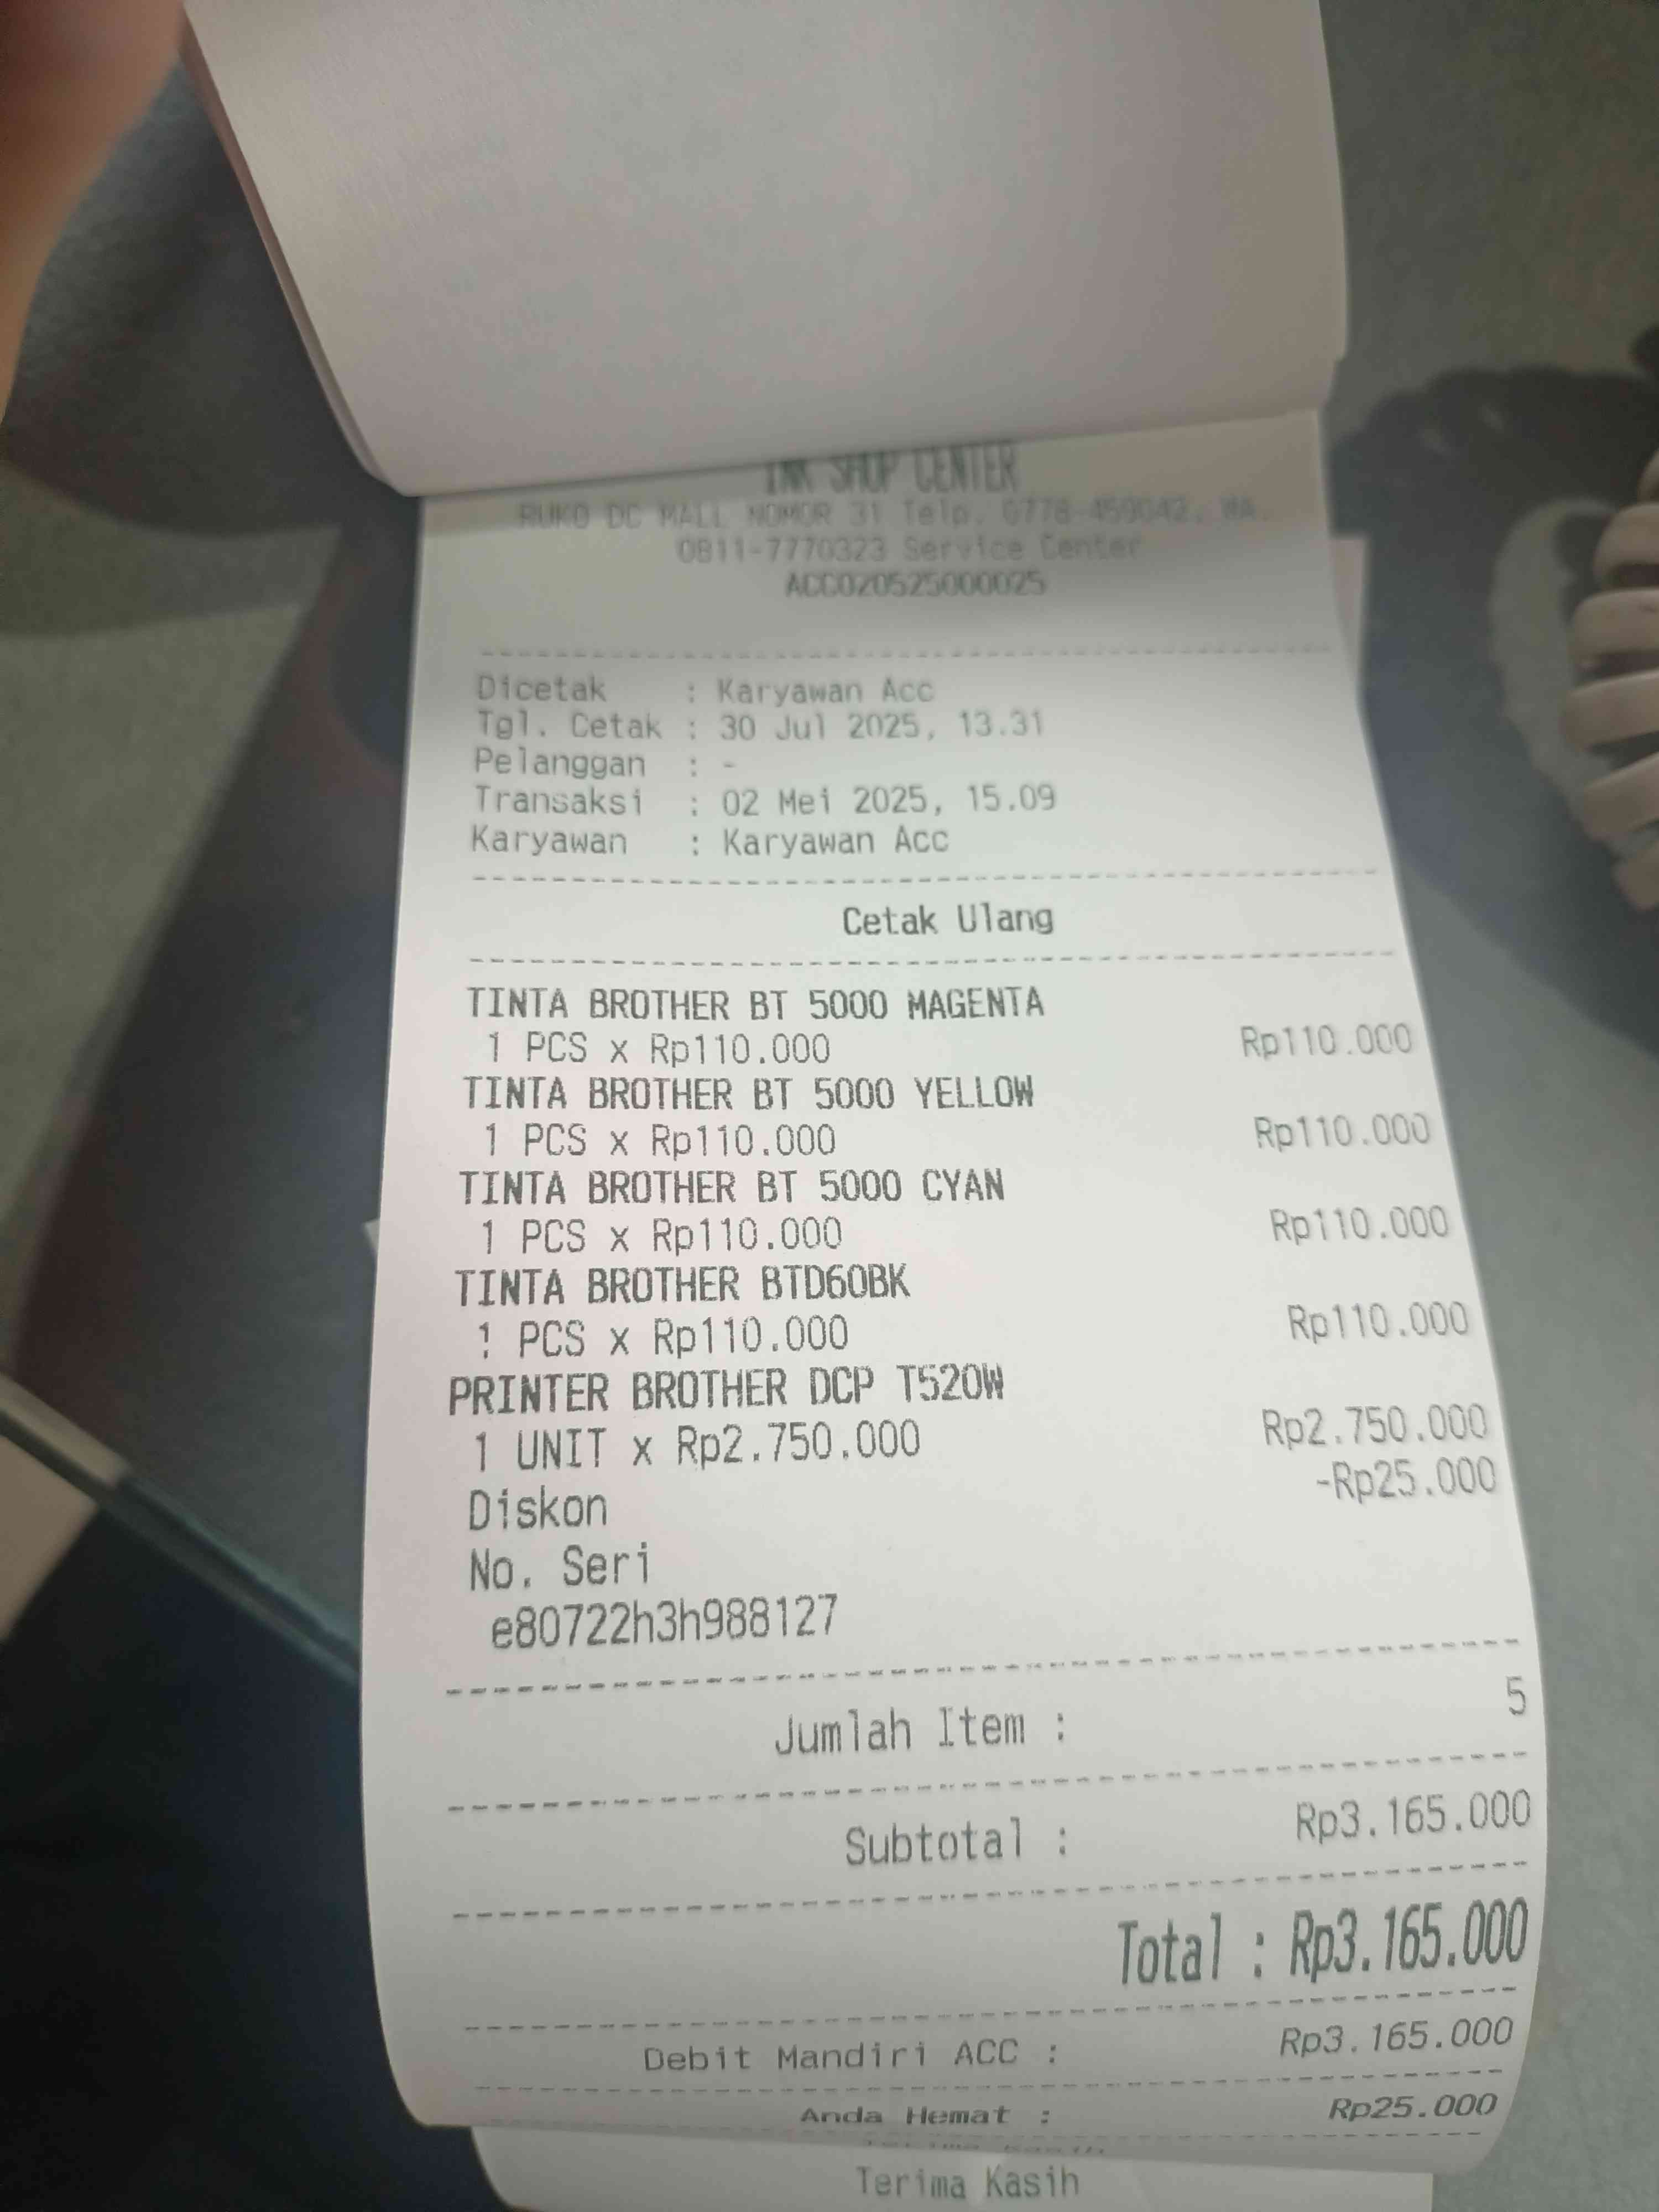 INK SHOP CENTER
RUKO DC MALL NOMOR 31 Telp. 0778-459042, WA.
0811-7770323 Service Center
ACC020525000025
Dicetak : Karyawan Acc
Tgl. Cetak : 30 Jul 2025, 13.31
Pelanggan : -
Transaksi : 02 Mei 2025, 15.09
Karyawan : Karyawan Acc
Cetak Ulang
TINTA BROTHER BT 5000 MAGENTA
1 PCS x Rp110.000 Rp110.000
TINTA BROTHER BT 5000 YELLOW
1 PCS x Rp110.000 Rp110.000
TINTA BROTHER BT 5000 CYAN
1 PCS x Rp110.000 Rp110.000
TINTA BROTHER BTD60BK
1 PCS x Rp110.000 Rp110.000
PRINTER BROTHER DCP T520W
1 UNIT x Rp2.750.000 Rp2.750.000
Diskon -Rp25.000
No. Seri
e80722h3h988127
Jumlah Item : 5
Subtotal : Rp3.165.000
Total : Rp3.165.000
Debit Mandiri ACC : Rp3.165.000
Anda Hemat : Rp25.000
Terima Kasih
Terima Kasih